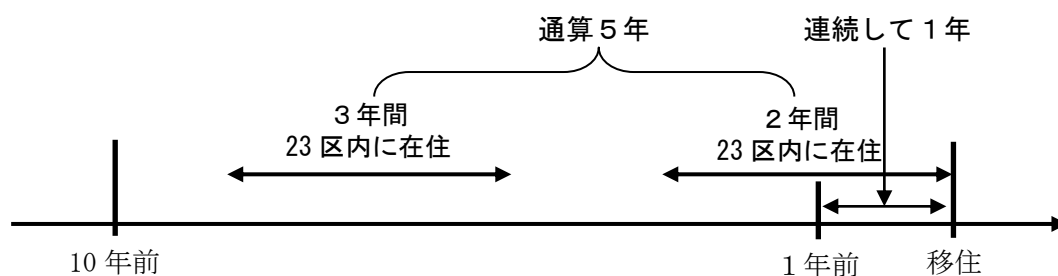 通算５年
連続して１年
３年間
23 区内に在住
２年間
23 区内に在住
10 年前
１年前
移住